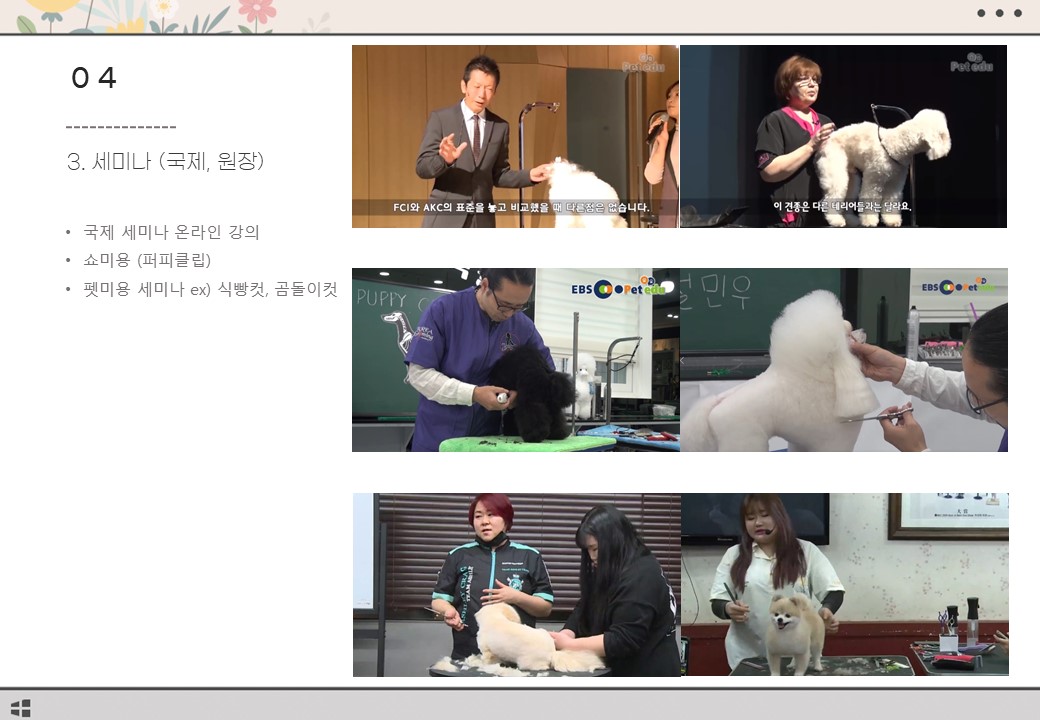 04
3. 세미나 (국제, 원장)
• 국제 세미나 온라인 강의
• 쇼미용 (퍼피클립)
• 펫미용 세미나 ex) 식빵컷, 곰돌이컷
Pet edu
FCI와 AKC의 표준을 놓고 비교했을 때 다른점은 없습니다.
Pet edu
이 견종은 다른 테리어들과는 달라요.
PUPPY C
EBS Pet edu
민우
EBS Pet edu